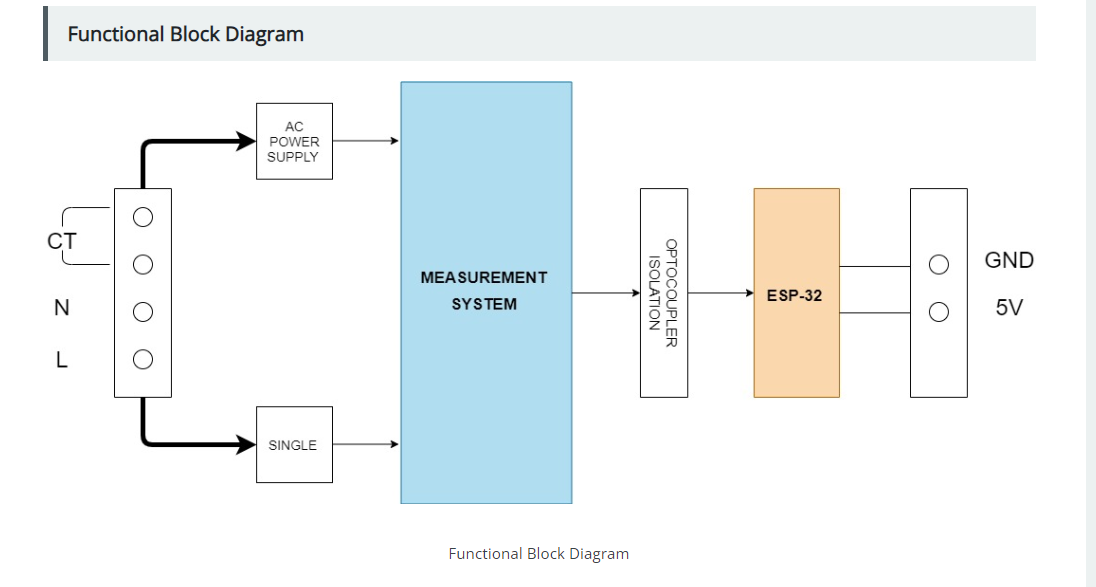 Functional Block Diagram
AC
POWER
SUPPLY
CT
N
L
SINGLE
MEASUREMENT
SYSTEM
OPTOCOUPLER
ISOLATION
ESP-32
GND
5V
Functional Block Diagram